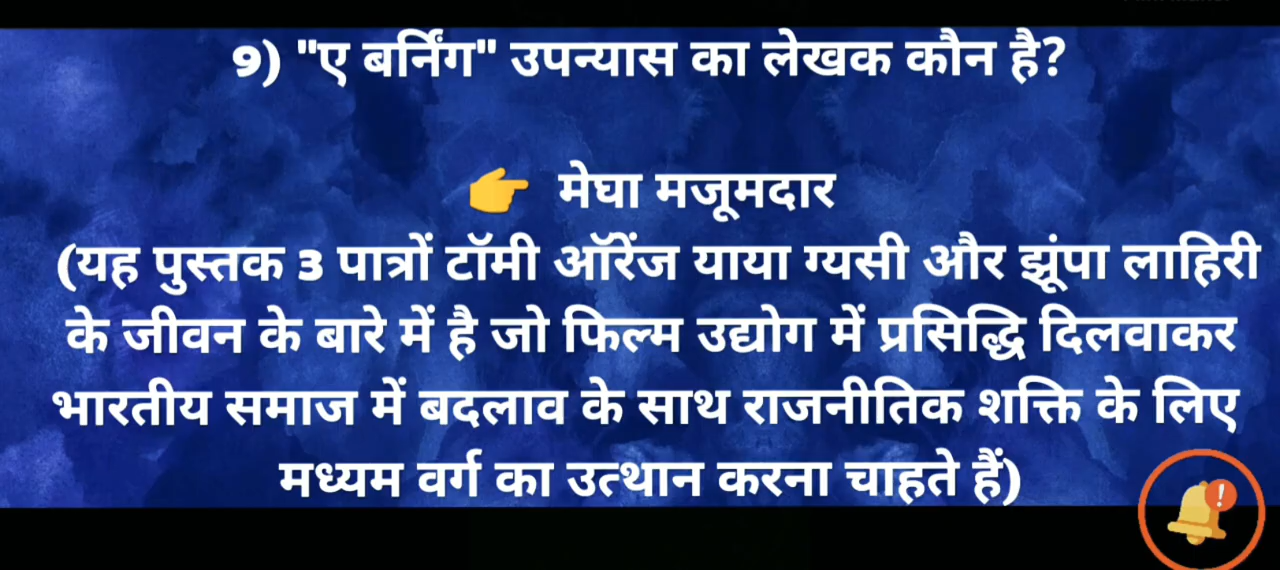 9) "ए बर्निंग" उपन्यास का लेखक कौन है?
👉 मेघा मजूमदार
(यह पुस्तक 3 पात्रों टॉमी ऑरेंज याया ग्यसी और झूंपा लाहिरी
के जीवन के बारे में है जो फिल्म उद्योग में प्रसिद्धि दिलवाकर
भारतीय समाज में बदलाव के साथ राजनीतिक शक्ति के लिए
मध्यम वर्ग का उत्थान करना चाहते हैं)